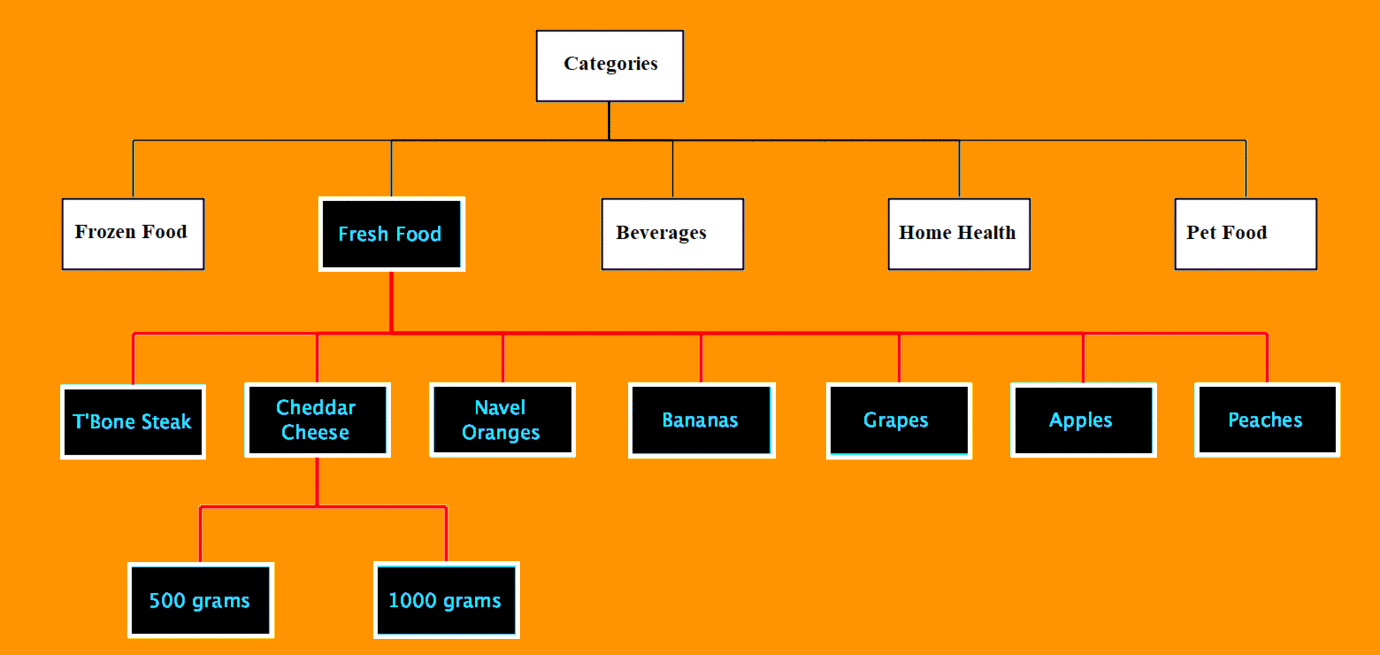 Categories
Frozen Food
Fresh Food
Beverages
Home Health
Pet Food
T'Bone Steak
Cheddar
Cheese
Navel
Oranges
Bananas
Grapes
Apples
Peaches
500 grams
1000 grams